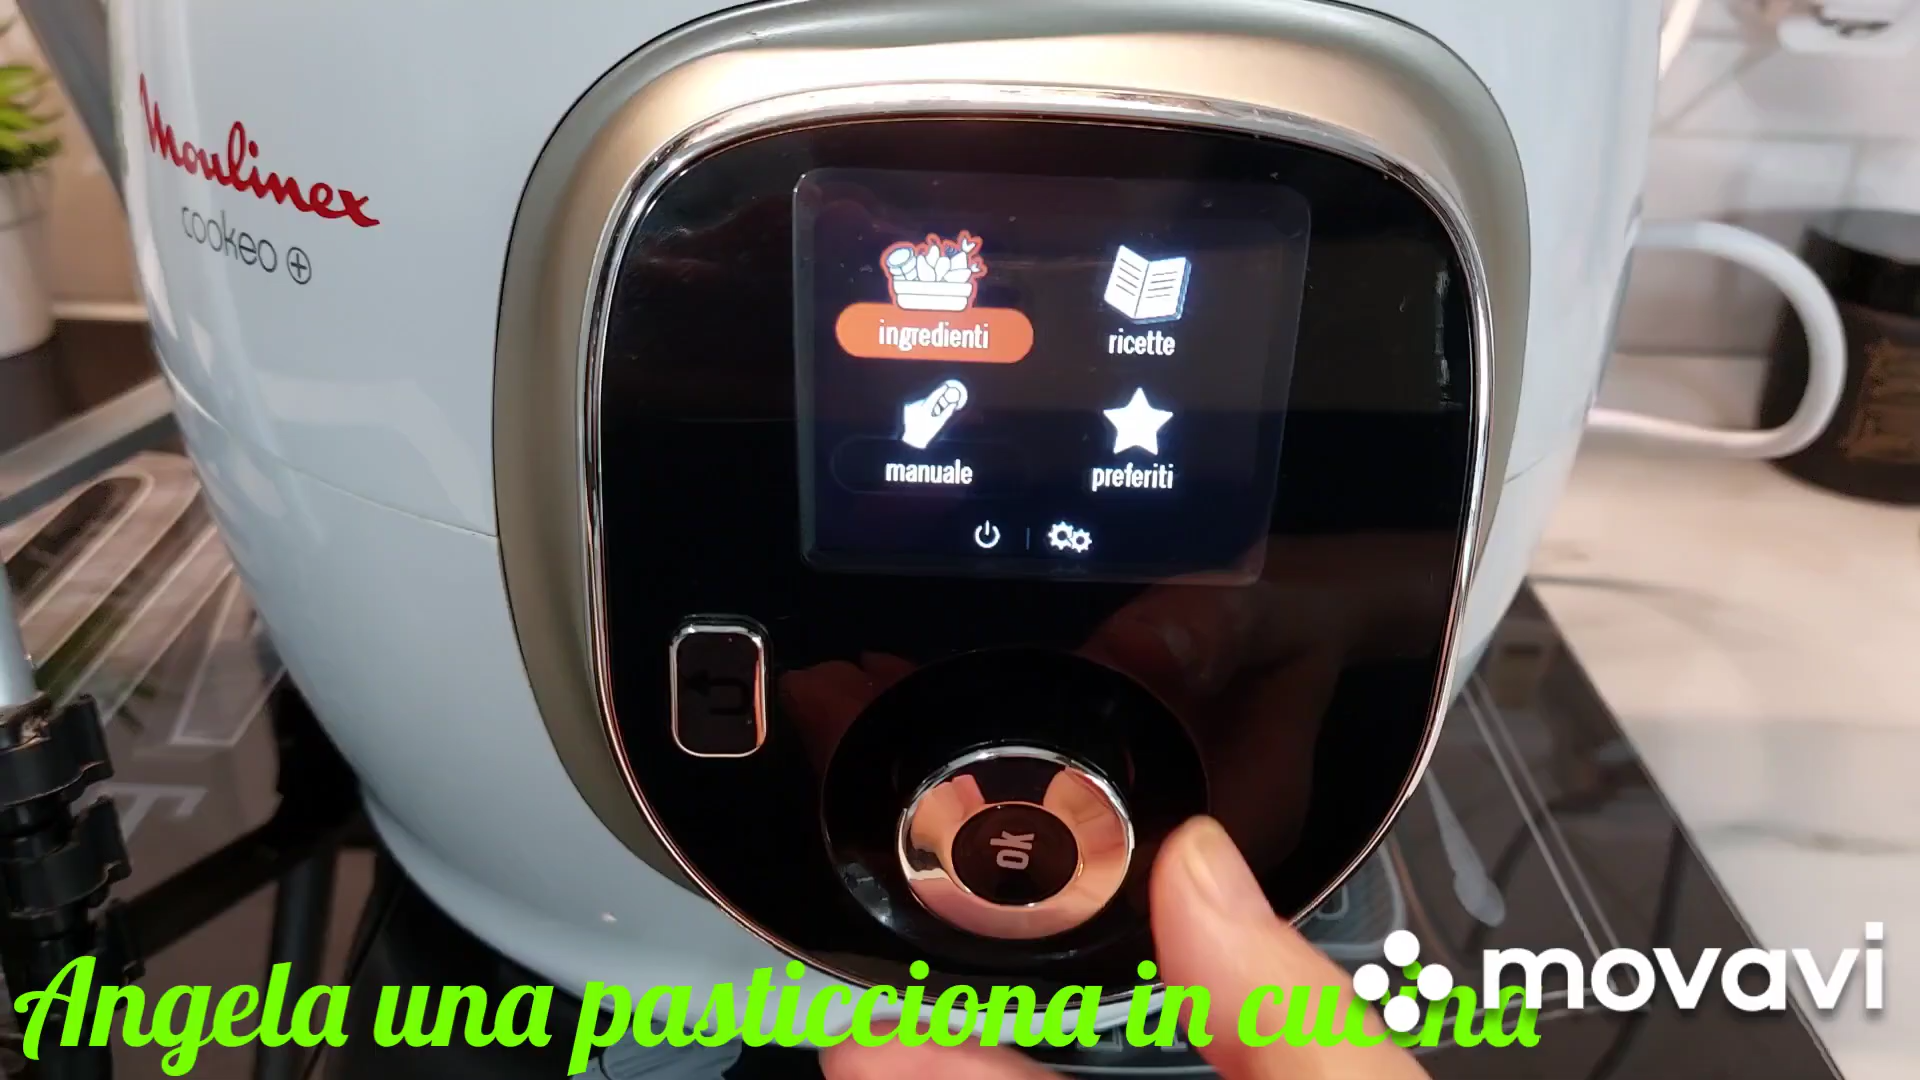 Moulinex
cookeo +
ingredienti
ricette
manuale
preferiti
ok
Angela una pasticciona in cucina
movavi